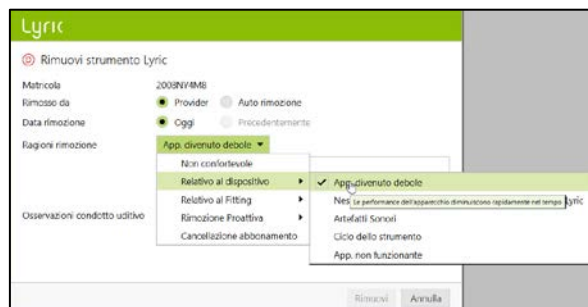 Lyric
Rimuovi strumento Lyric
Matricola 2008NY4M8
Rimosso da Provider Auto rimozione
Data rimozione Oggi Precedentemente
Ragioni rimozione App. divenuto debole
Non confortevole
Relativo al dispositivo App. divenuto debole
Relativo al Fitting Nes Le performance dell'apparecchio diminuiscono rapidamente nel tempo Lyric
Osservazioni condotto uditivo Rimozione Proattiva Artefatti Sonori
Cancellazione abbonamento Ciclo dello strumento
App. non funzionante
Rimuovi Annulla